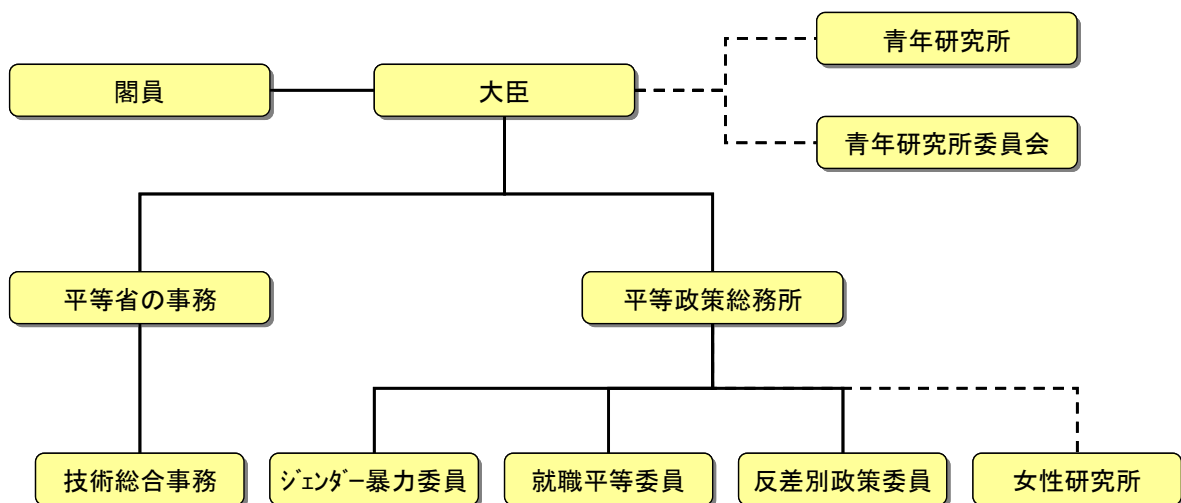 青年研究所
閣員
大臣
青年研究所委員会
平等省の事務
平等政策総務所
技術総合事務
ｼﾞｪﾝﾀﾞｰ暴力委員
就職平等委員
反差別政策委員
女性研究所